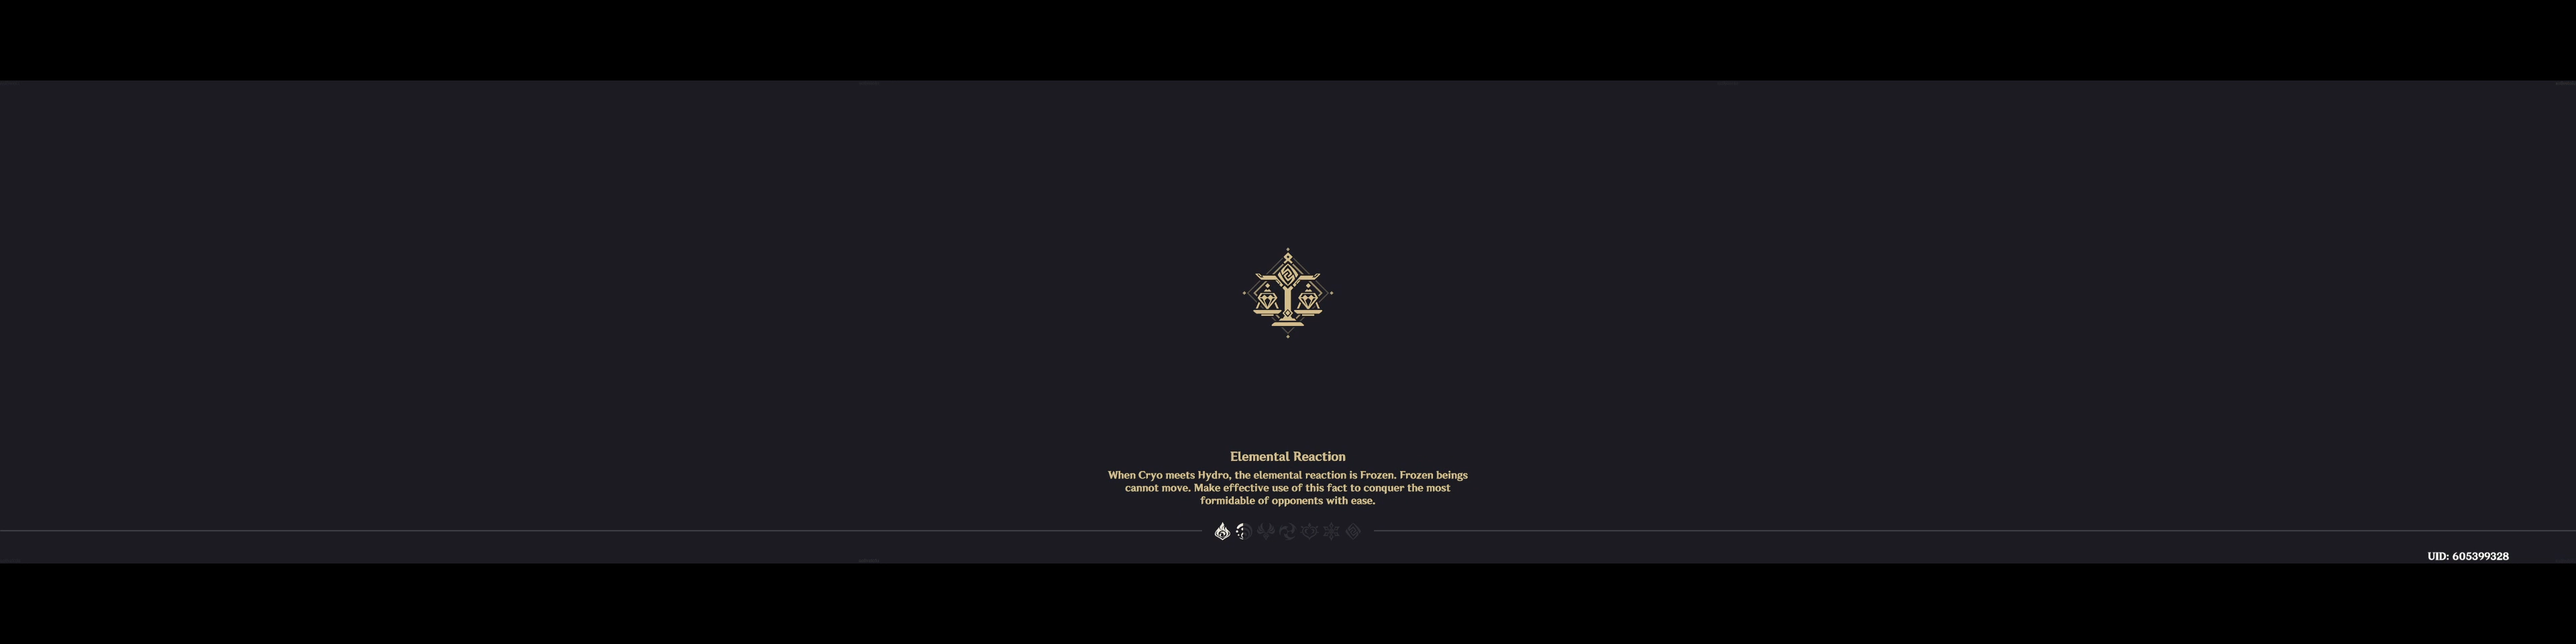 Elemental Reaction
When Cryo meets Hydro, the elemental reaction is Frozen. Frozen beings
cannot move. Make effective use of this fact to conquer the most
formidable of opponents with ease.
UID: 605399328